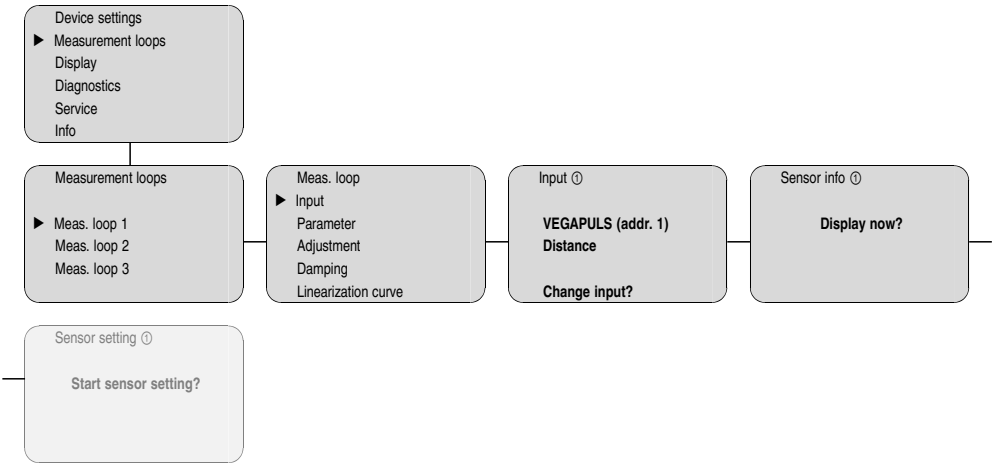 Device settings
▶ Measurement loops
Display
Diagnostics
Service
Info
Measurement loops
▶ Meas. loop 1
Meas. loop 2
Meas. loop 3
Meas. loop
▶ Input
Parameter
Adjustment
Damping
Linearization curve
Input ①
VEGAPULS (addr. 1)
Distance
Change input?
Sensor info ①
Display now?
Sensor setting ①
Start sensor setting?